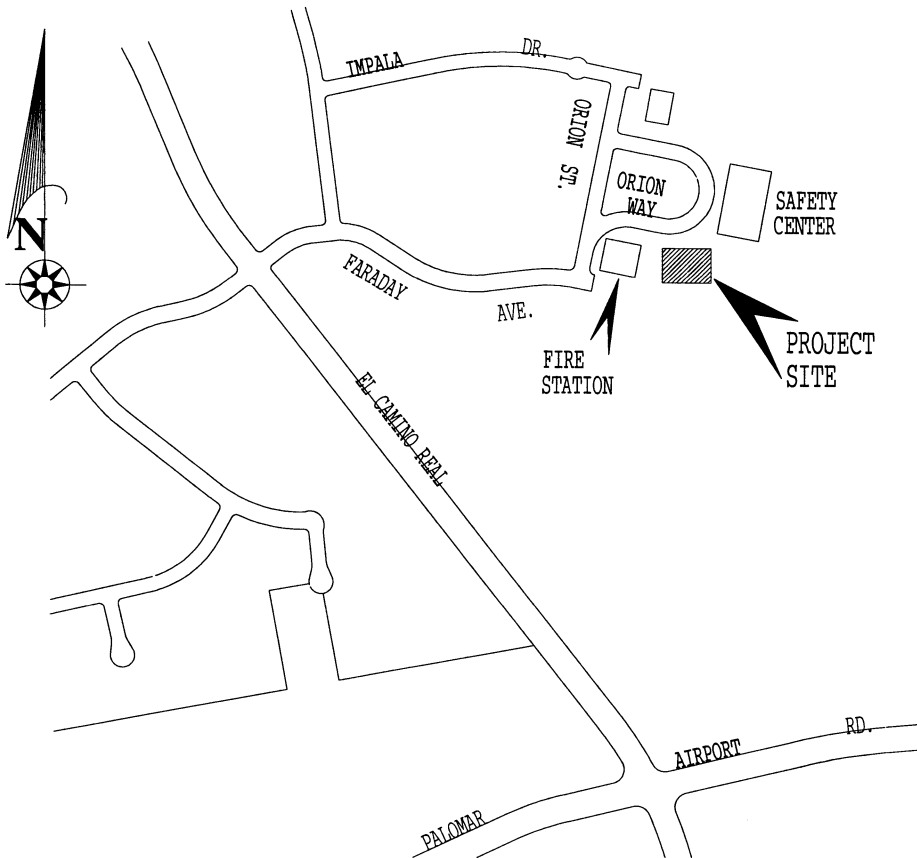 IMPALA DR.
ORION ST.
ORION
WAY
SAFETY
CENTER
N
FARADAY AVE.
FIRE
STATION
PROJECT
SITE
EL CAMINO REAL
PALOMAR AIRPORT RD.